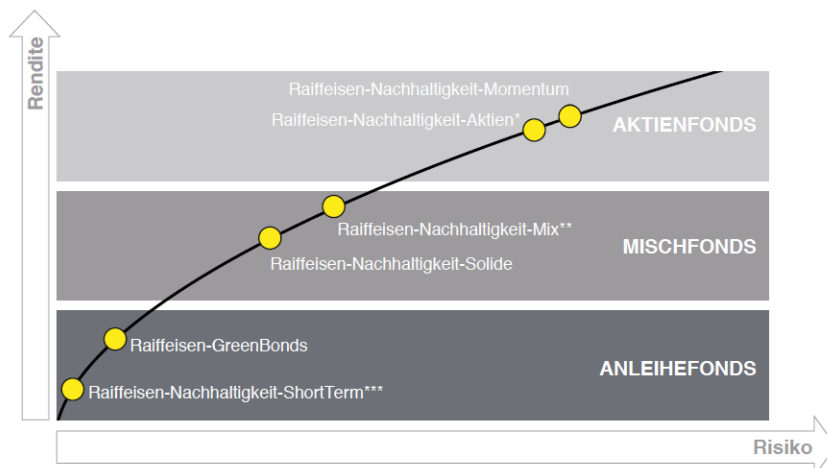 Rendite
Raiffeisen-Nachhaltigkeit-Momentum
Raiffeisen-Nachhaltigkeit-Aktien*
AKTIENFONDS
Raiffeisen-Nachhaltigkeit-Mix**
MISCHFONDS
Raiffeisen-Nachhaltigkeit-Solide
Raiffeisen-GreenBonds
ANLEIHEFONDS
Raiffeisen-Nachhaltigkeit-ShortTerm***
Risiko